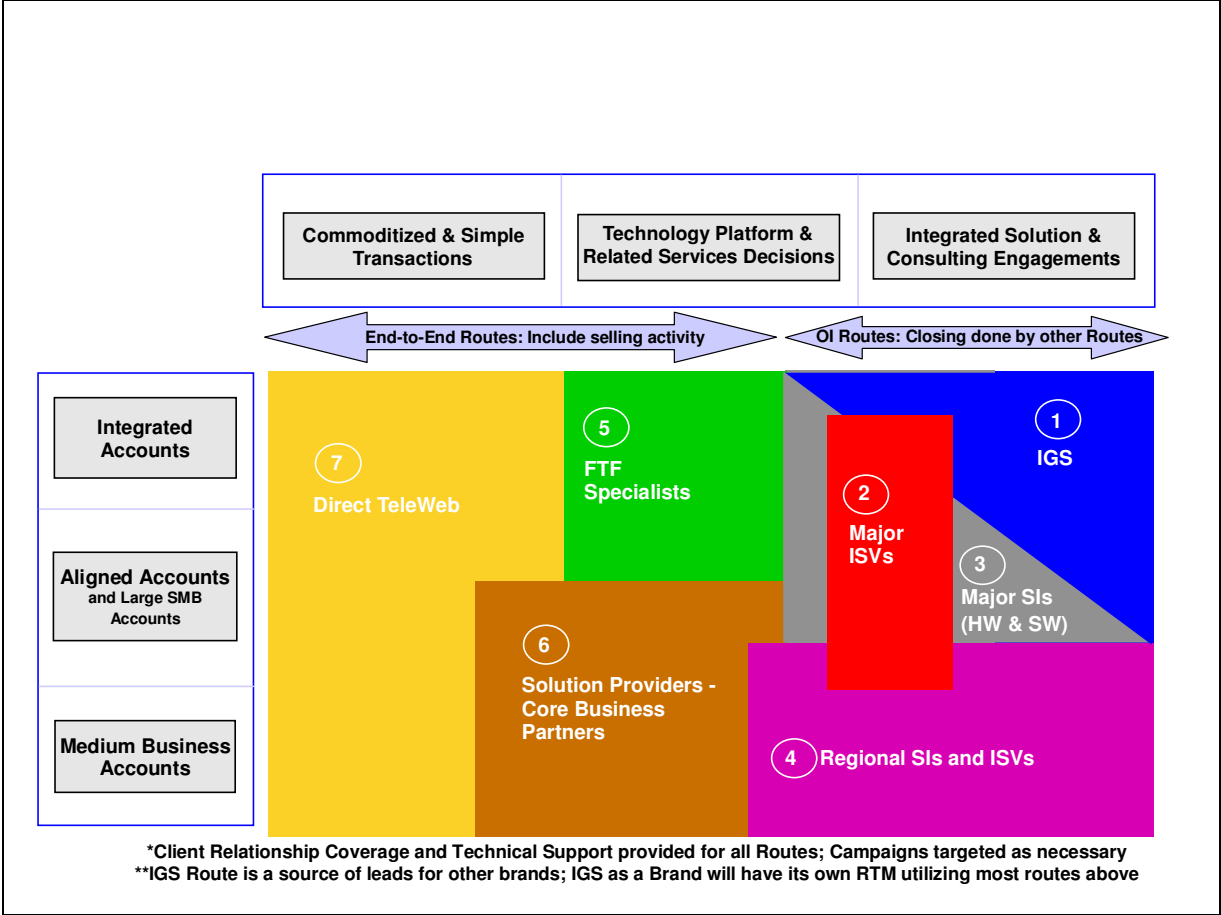 Commoditized & Simple
Transactions
Technology Platform &
Related Services Decisions
Integrated Solution &
Consulting Engagements
End-to-End Routes: Include selling activity
OI Routes: Closing done by other Routes
Integrated
Accounts
Aligned Accounts
and Large SMB
Accounts
Medium Business
Accounts
7
Direct TeleWeb
5
FTF
Specialists
1
IGS
2
Major
ISVs
3
Major SIs
(HW & SW)
6
Solution Providers -
Core Business
Partners
4 Regional SIs and ISVs
*Client Relationship Coverage and Technical Support provided for all Routes; Campaigns targeted as necessary
**IGS Route is a source of leads for other brands; IGS as a Brand will have its own RTM utilizing most routes above